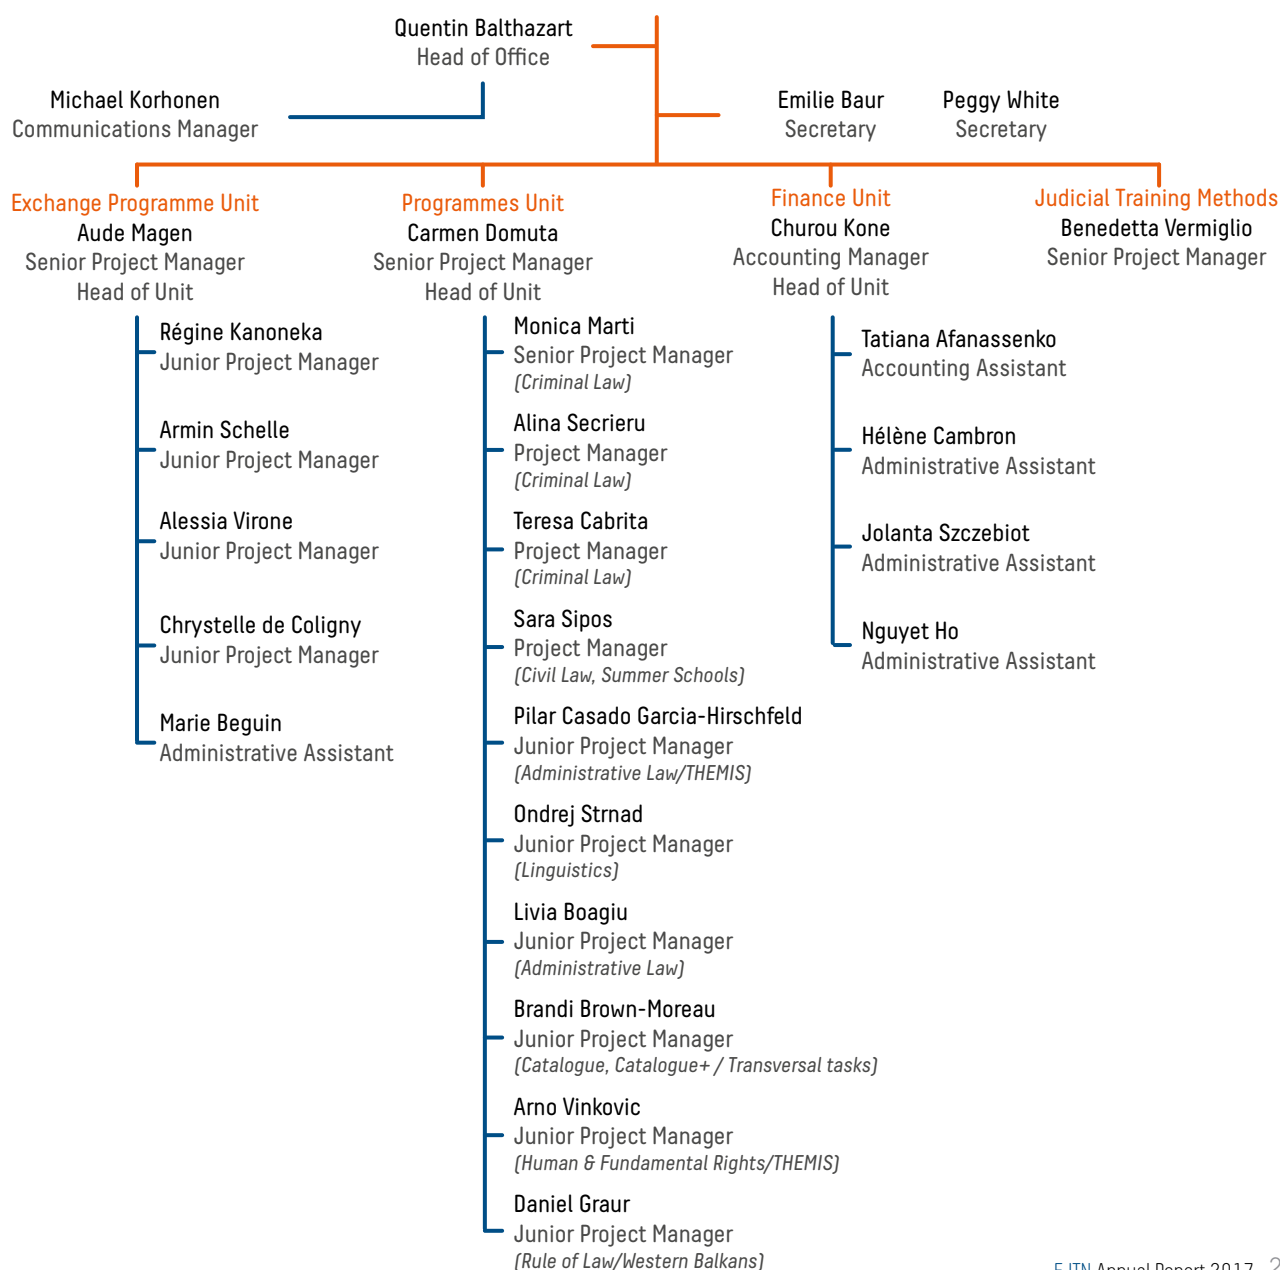 Quentin Balthazart
Head of Office
Michael Korhonen
Communications Manager
Emilie Baur
Secretary
Peggy White
Secretary
Exchange Programme Unit
Aude Magen
Senior Project Manager
Head of Unit
Régine Kanoneka
Junior Project Manager
Armin Schelle
Junior Project Manager
Alessia Virone
Junior Project Manager
Chrystelle de Coligny
Junior Project Manager
Marie Beguin
Administrative Assistant
Programmes Unit
Carmen Domuta
Senior Project Manager
Head of Unit
Monica Marti
Senior Project Manager
(Criminal Law)
Alina Secrieru
Project Manager
(Criminal Law)
Teresa Cabrita
Project Manager
(Criminal Law)
Sara Sipos
Project Manager
(Civil Law, Summer Schools)
Pilar Casado Garcia-Hirschfeld
Junior Project Manager
(Administrative Law/THEMIS)
Ondrej Strnad
Junior Project Manager
(Linguistics)
Livia Boagiu
Junior Project Manager
(Administrative Law)
Brandi Brown-Moreau
Junior Project Manager
(Catalogue, Catalogue+ / Transversal tasks)
Arno Vinkovic
Junior Project Manager
(Human & Fundamental Rights/THEMIS)
Daniel Graur
Junior Project Manager
(Rule of Law/Western Balkans)
Finance Unit
Churou Kone
Accounting Manager
Head of Unit
Tatiana Afanassenko
Accounting Assistant
Hélène Cambron
Administrative Assistant
Jolanta Szczebiot
Administrative Assistant
Nguyet Ho
Administrative Assistant
Judicial Training Methods
Benedetta Vermiglio
Senior Project Manager
EJTN Annual Report 2017